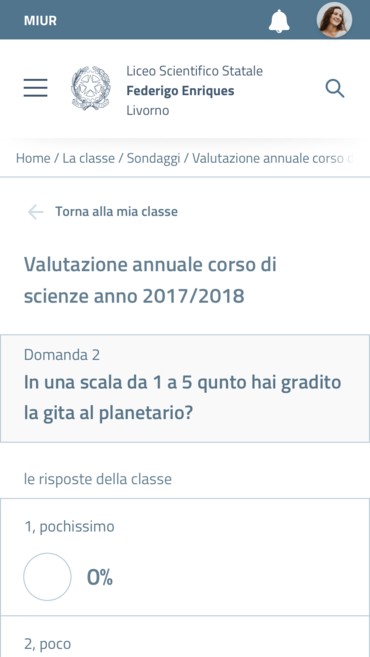 MIUR
Liceo Scientifico Statale
Federigo Enriques
Livorno
Home / La classe / Sondaggi / Valutazione annuale corso
Torna alla mia classe
Valutazione annuale corso di
scienze anno 2017/2018
Domanda 2
In una scala da 1 a 5 qunto hai gradito
la gita al planetario?
le risposte della classe
1, pochissimo
0%
2, poco